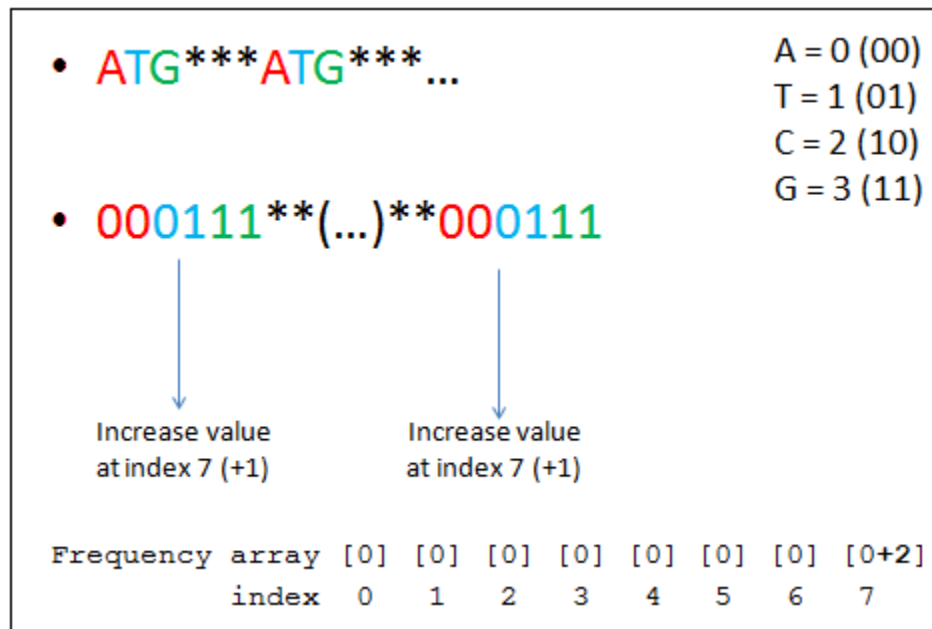 • ATG***ATG***...
A = 0 (00)
T = 1 (01)
C = 2 (10)
G = 3 (11)
• 000111**(...)**000111
Increase value
at index 7 (+1)
Increase value
at index 7 (+1)
Frequency array [0] [0] [0] [0] [0] [0] [0] [0+2]
index 0 1 2 3 4 5 6 7